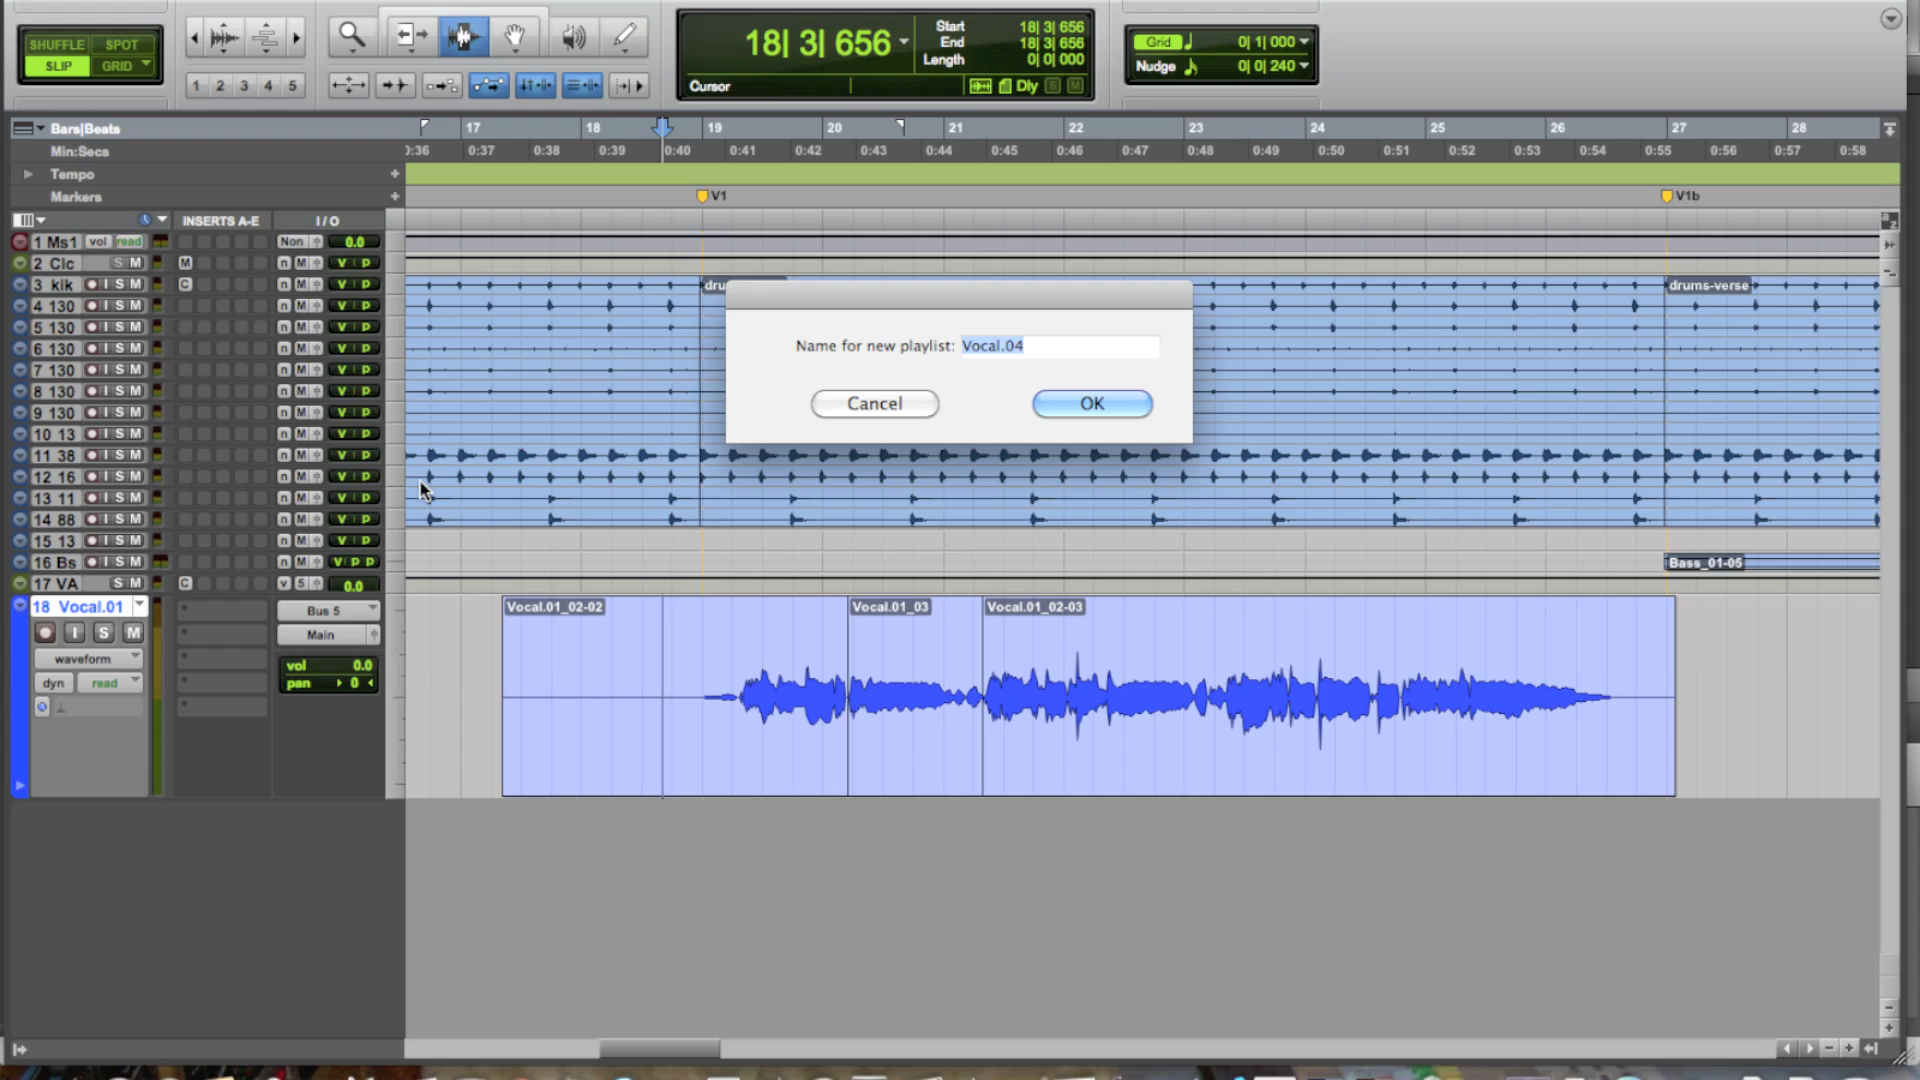 SHUFFLE SPOT
SLIP GRID
1 2 3 4 5
18| 3| 656
Start 18| 3| 656
End 18| 3| 656
Length 0| 0| 000
Cursor
Dly S M
Grid 0| 1| 000
Nudge 0| 0| 240
Bars|Beats
17 18 19 20 21 22 23 24 25 26 27 28
Min:Secs
0:36 0:37 0:38 0:39 0:40 0:41 0:42 0:43 0:44 0:45 0:46 0:47 0:48 0:49 0:50 0:51 0:52 0:53 0:54 0:55 0:56 0:57 0:58
Tempo
Markers
V1 V1b
INSERTS A-E I/O
1 Ms1 vol read Non 0.0
2 Clc S M M n M V P
3 klk I S M C n M V P
dru
drums-verse
4 130 I S M n M V P
5 130 I S M n M V P
6 130 I S M n M V P
7 130 I S M n M V P
8 130 I S M n M V P
9 130 I S M n M V P
10 13 I S M n M V P
11 38 I S M n M V P
12 16 I S M n M V P
13 11 I S M n M V P
14 88 I S M n M V P
15 13 I S M n M V P
16 Bs I S M n M V P P
Bass_01-05
17 VA S M C v 5 0.0
Name for new playlist: Vocal.04
Cancel OK
18 Vocal.01
Bus 5
Vocal.01_02-02 Vocal.01_03 Vocal.01_02-03
I S M
Main
waveform
vol 0.0
dyn read
pan 0